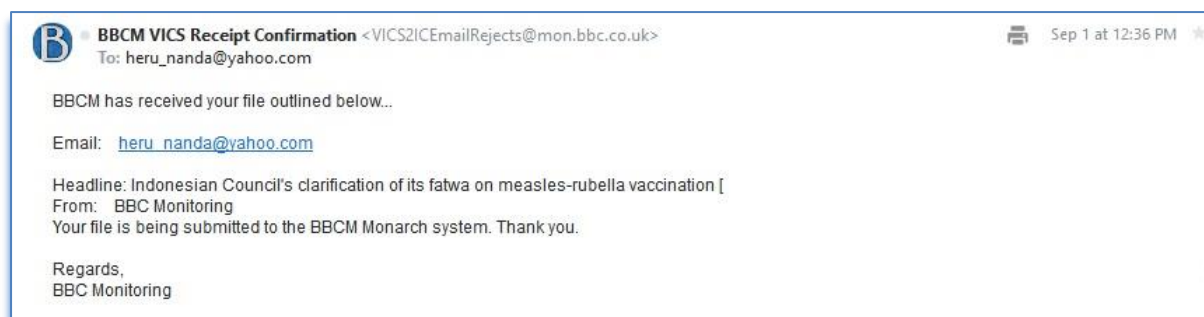 BBCM VICS Receipt Confirmation <VICS2ICEmailRejects@mon.bbc.co.uk>
Sep 1 at 12:36 PM
To: heru_nanda@yahoo.com
BBCM has received your file outlined below...
Email: heru_nanda@yahoo.com
Headline: Indonesian Council's clarification of its fatwa on measles-rubella vaccination [
From: BBC Monitoring
Your file is being submitted to the BBCM Monarch system. Thank you.
Regards,
BBC Monitoring